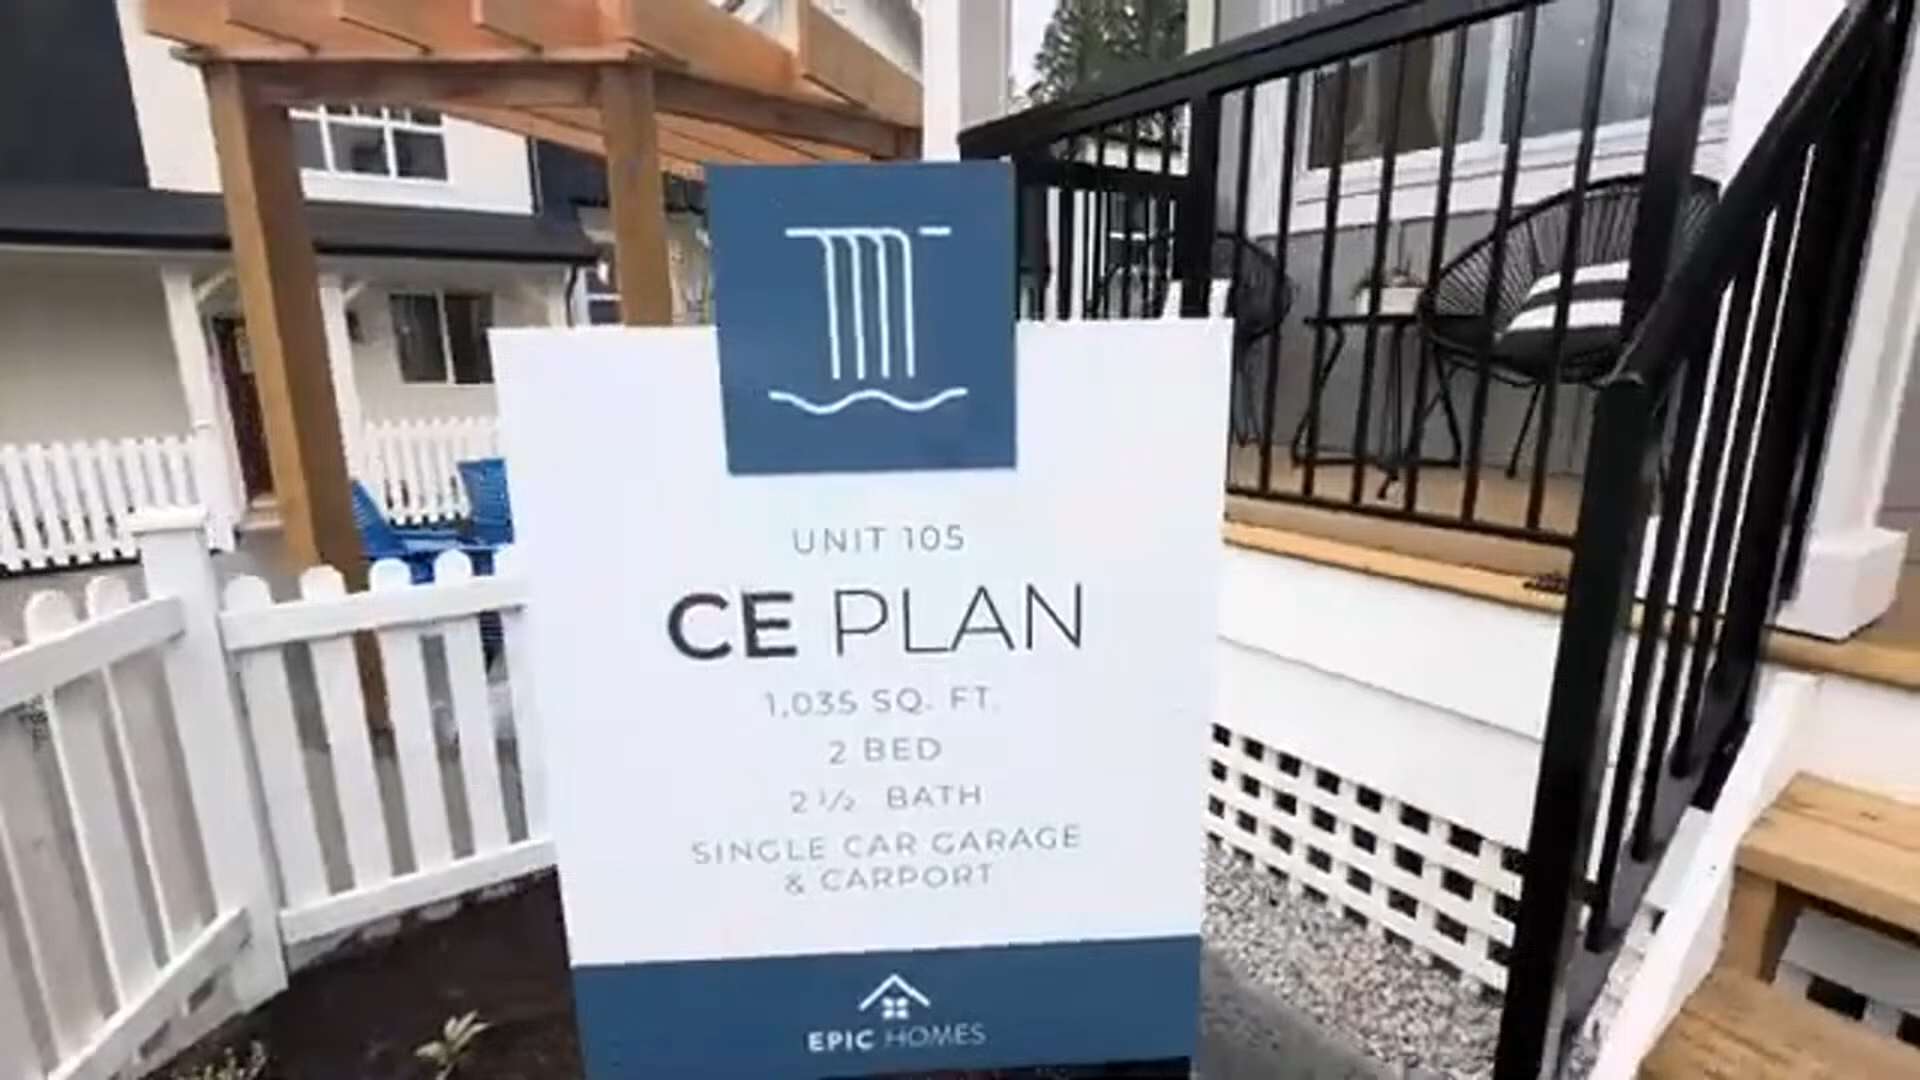 UNIT 105
CE PLAN
1,035 SQ. FT.
2 BED
2 ½ BATH
SINGLE CAR GARAGE
& CARPORT
EPIC HOMES